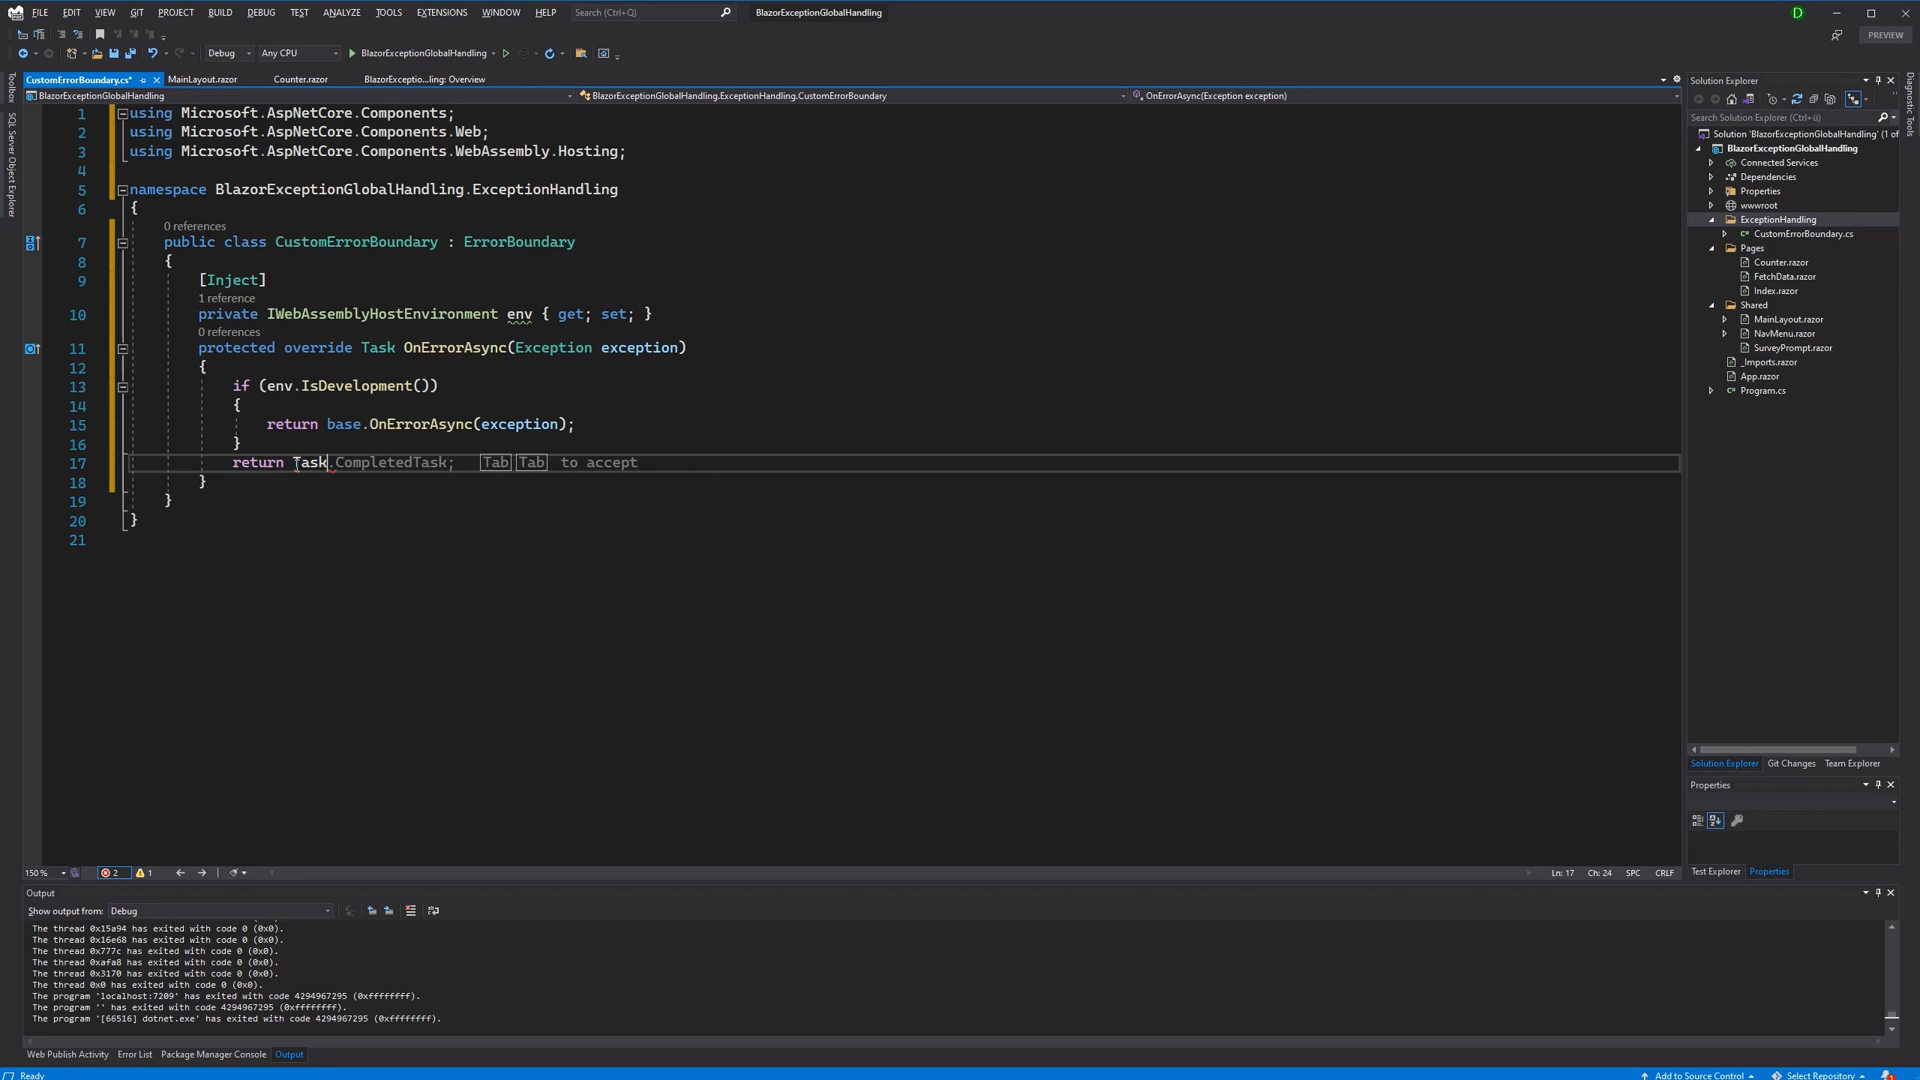 FILE EDIT VIEW GIT PROJECT BUILD DEBUG TEST ANALYZE TOOLS EXTENSIONS WINDOW HELP Search (Ctrl+Q) BlazorExceptionGlobalHandling D
PREVIEW
Debug Any CPU BlazorExceptionGlobalHandling
CustomErrorBoundary.cs* MainLayout.razor Counter.razor BlazorExceptio...ling: Overview
BlazorExceptionGlobalHandling BlazorExceptionGlobalHandling.ExceptionHandling.CustomErrorBoundary OnErrorAsync(Exception exception)
Toolbox
SQL Server Object Explorer
1 using Microsoft.AspNetCore.Components;
2 using Microsoft.AspNetCore.Components.Web;
3 using Microsoft.AspNetCore.Components.WebAssembly.Hosting;
4
5 namespace BlazorExceptionGlobalHandling.ExceptionHandling
6 {
0 references
7 public class CustomErrorBoundary : ErrorBoundary
8 {
9 [Inject]
1 reference
10 private IWebAssemblyHostEnvironment env { get; set; }
0 references
11 protected override Task OnErrorAsync(Exception exception)
12 {
13 if (env.IsDevelopment())
14 {
15 return base.OnErrorAsync(exception);
16 }
17 return Task.CompletedTask; Tab Tab to accept
18 }
19 }
20 }
21
150 % 2 1 Ln: 17 Ch: 24 SPC CRLF
Output
Show output from: Debug
The thread 0x15a94 has exited with code 0 (0x0).
The thread 0x16e68 has exited with code 0 (0x0).
The thread 0x777c has exited with code 0 (0x0).
The thread 0xafa8 has exited with code 0 (0x0).
The thread 0x3170 has exited with code 0 (0x0).
The thread 0x0 has exited with code 0 (0x0).
The program 'localhost:7209' has exited with code 4294967295 (0xffffffff).
The program '' has exited with code 4294967295 (0xffffffff).
The program '[66516] dotnet.exe' has exited with code 4294967295 (0xffffffff).
Web Publish Activity Error List Package Manager Console Output
Ready
Solution Explorer
Search Solution Explorer (Ctrl+ü)
Solution 'BlazorExceptionGlobalHandling' (1 of
BlazorExceptionGlobalHandling
Connected Services
Dependencies
Properties
wwwroot
ExceptionHandling
CustomErrorBoundary.cs
Pages
Counter.razor
FetchData.razor
Index.razor
Shared
MainLayout.razor
NavMenu.razor
SurveyPrompt.razor
_Imports.razor
App.razor
Program.cs
Solution Explorer Git Changes Team Explorer
Properties
Test Explorer Properties
Diagnostic Tools
Add to Source Control Select Repository